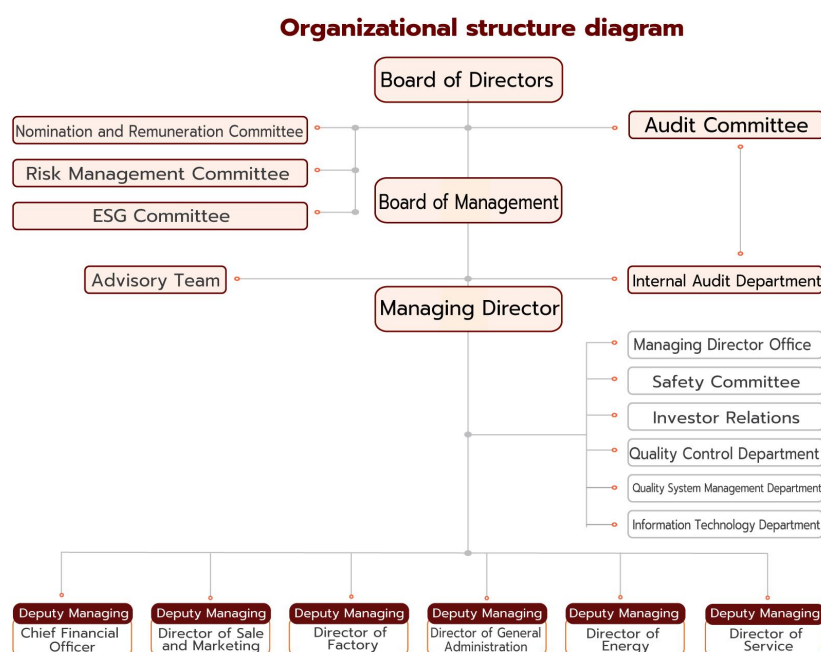 Organizational structure diagram
Board of Directors
Nomination and Remuneration Committee
Audit Committee
Risk Management Committee
Board of Management
ESG Committee
Advisory Team
Internal Audit Department
Managing Director
Managing Director Office
Safety Committee
Investor Relations
Quality Control Department
Quality System Management Department
Information Technology Department
Deputy Managing
Chief Financial
Officer
Deputy Managing
Director of Sale
and Marketing
Deputy Managing
Director of
Factory
Deputy Managing
Director of General
Administration
Deputy Managing
Director of
Energy
Deputy Managing
Director of
Service